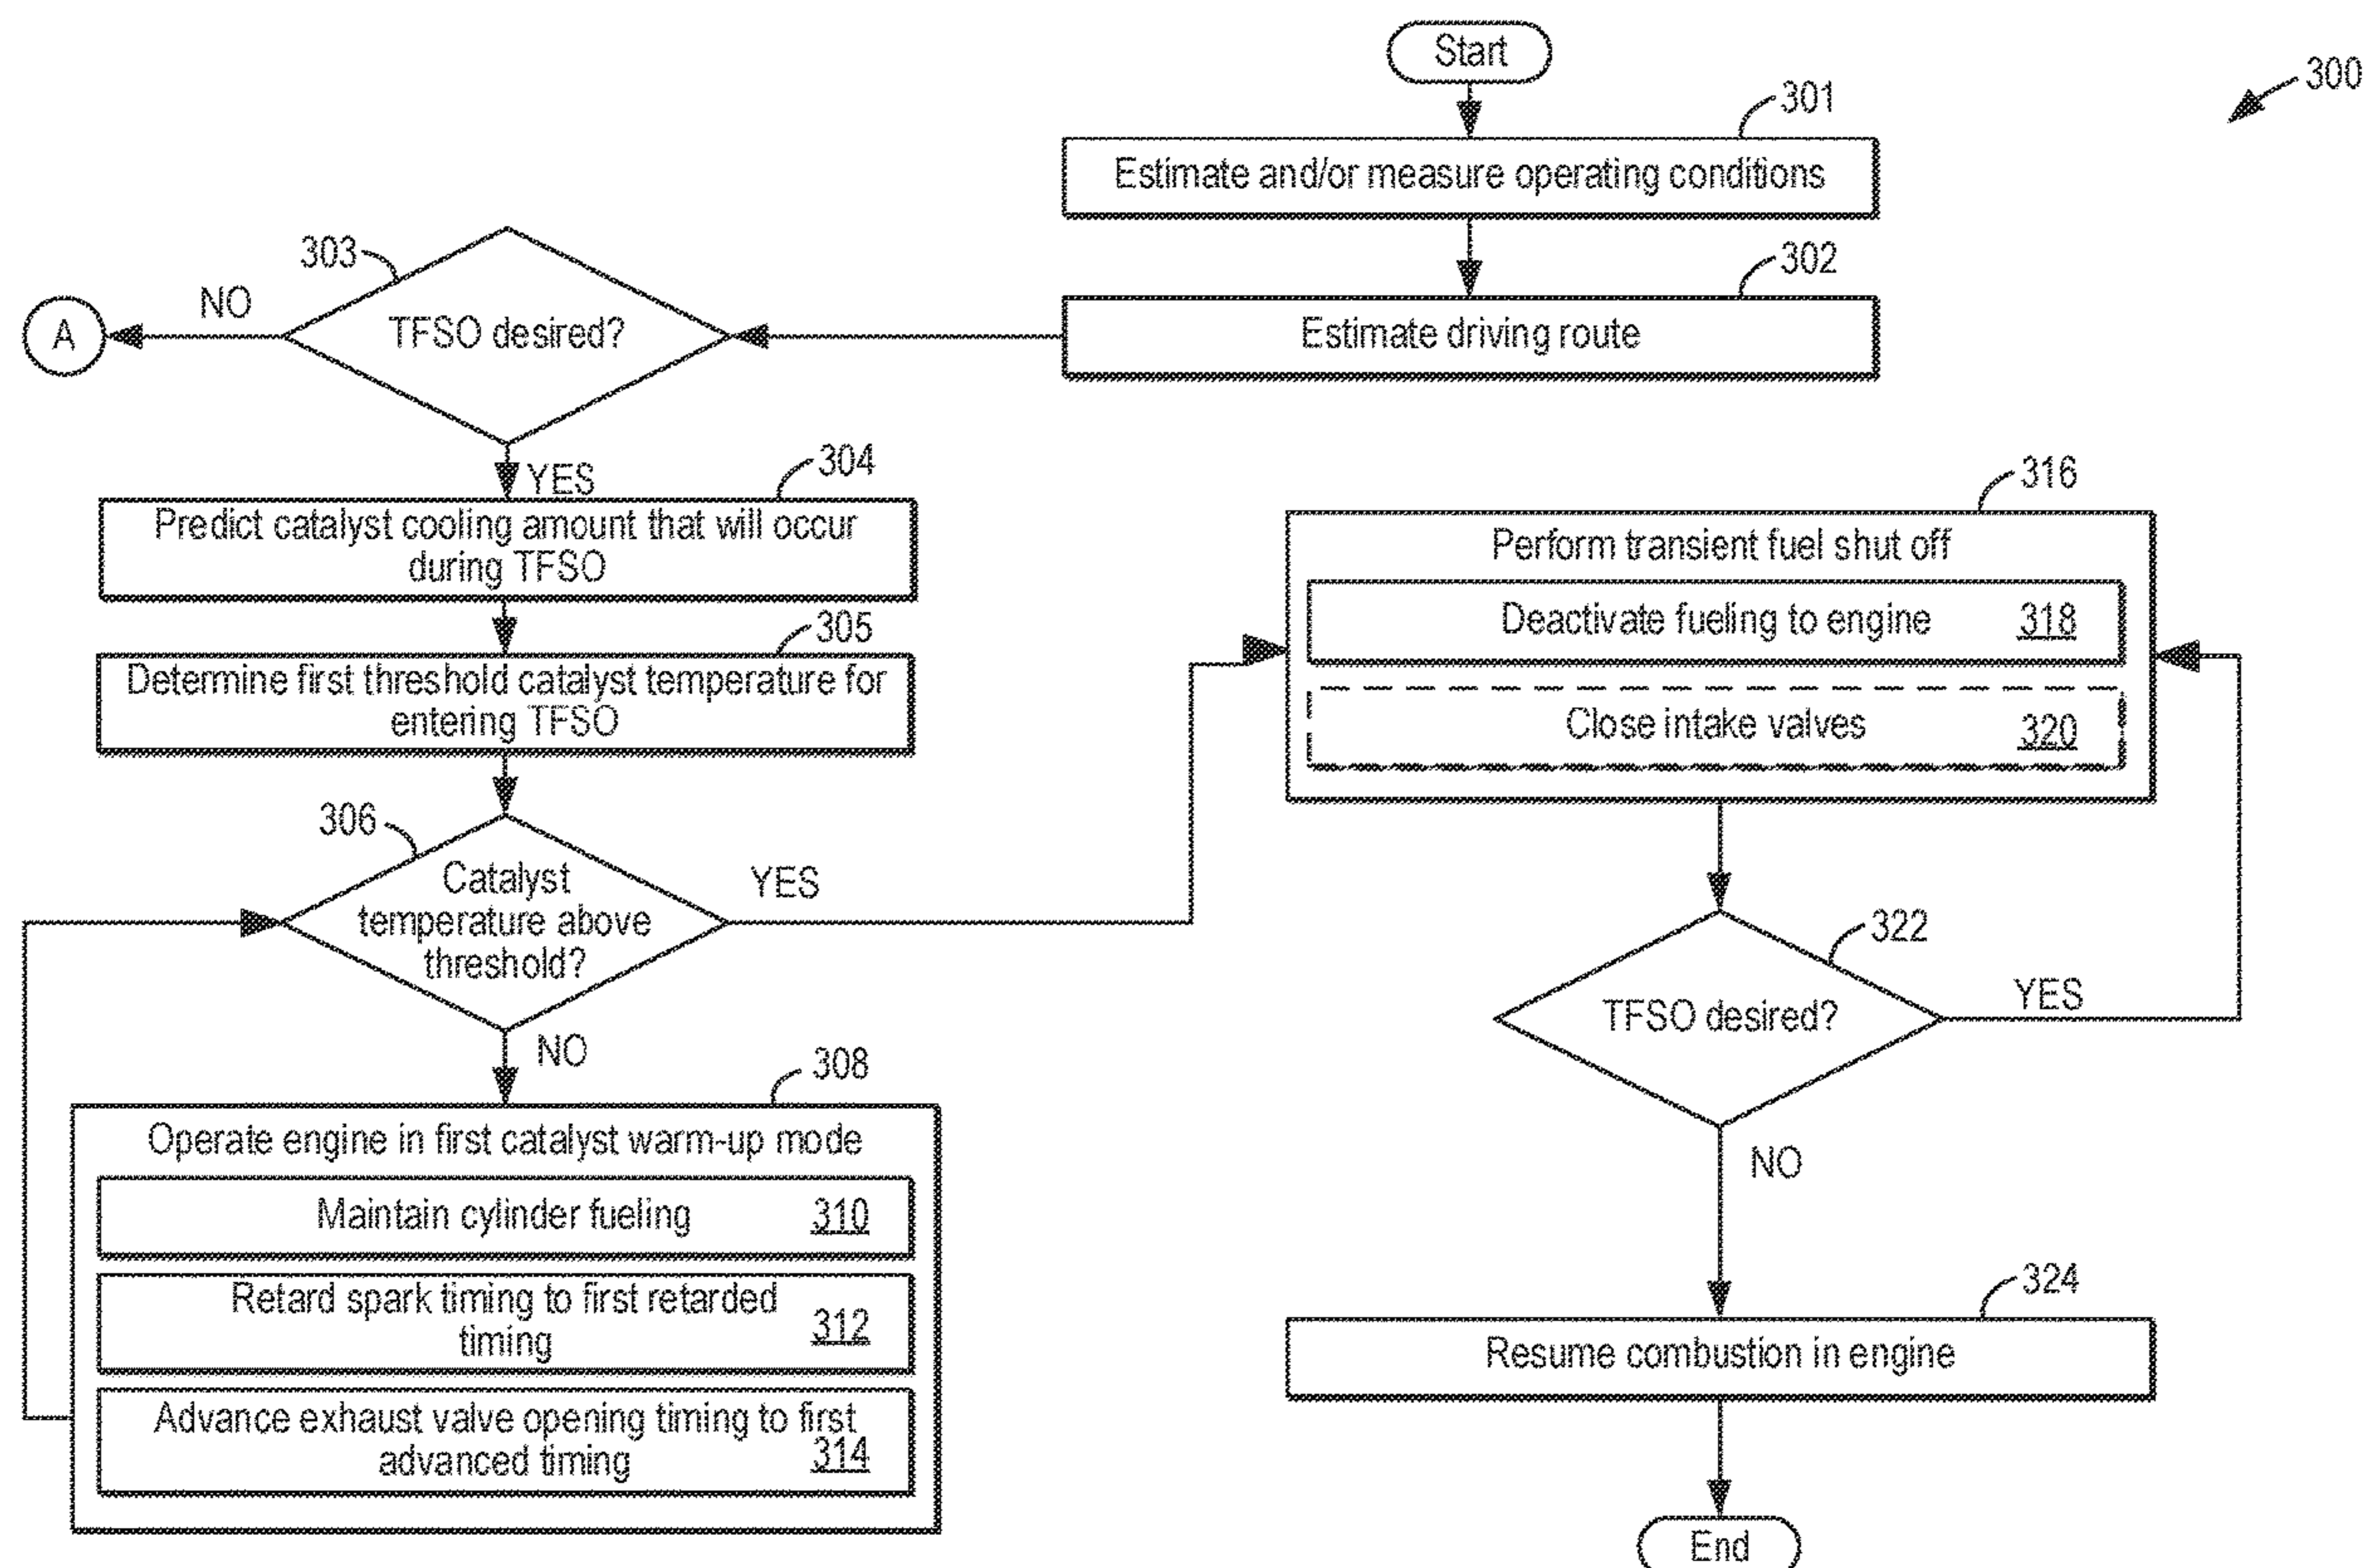 Start
300
301
Estimate and/or measure operating conditions
302
Estimate driving route
303
TFSO desired?
NO
A
YES
304
Predict catalyst cooling amount that will occur
during TFSO
305
Determine first threshold catalyst temperature for
entering TFSO
306
Catalyst
temperature above
threshold?
YES
NO
308
Operate engine in first catalyst warm-up mode
Maintain cylinder fueling 310
Retard spark timing to first retarded
timing 312
Advance exhaust valve opening timing to first
advanced timing 314
316
Perform transient fuel shut off
Deactivate fueling to engine 318
Close intake valves 320
322
TFSO desired?
YES
NO
324
Resume combustion in engine
End